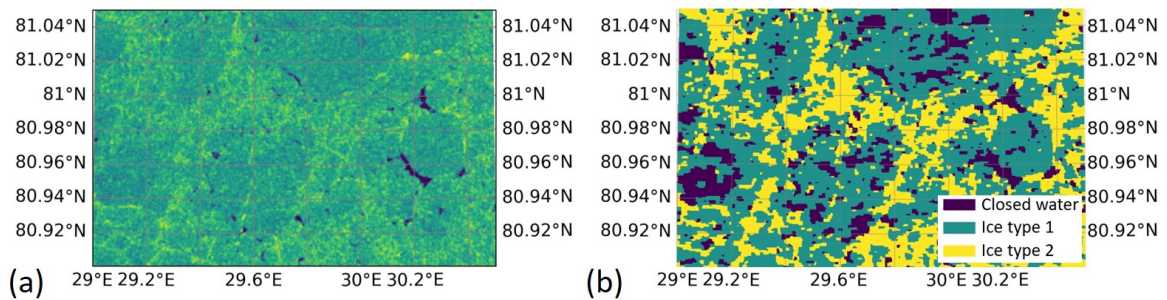 81.04°N 81.04°N 81.04°N 81.04°N
81.02°N 81.02°N 81.02°N 81.02°N
81°N 81°N 81°N 81°N
80.98°N 80.98°N 80.98°N 80.98°N
80.96°N 80.96°N 80.96°N 80.96°N
80.94°N 80.94°N 80.94°N 80.94°N
80.92°N 80.92°N 80.92°N 80.92°N
Closed water
Ice type 1
Ice type 2
(a) 29°E 29.2°E 29.6°E 30°E 30.2°E (b) 29°E 29.2°E 29.6°E 30°E 30.2°E